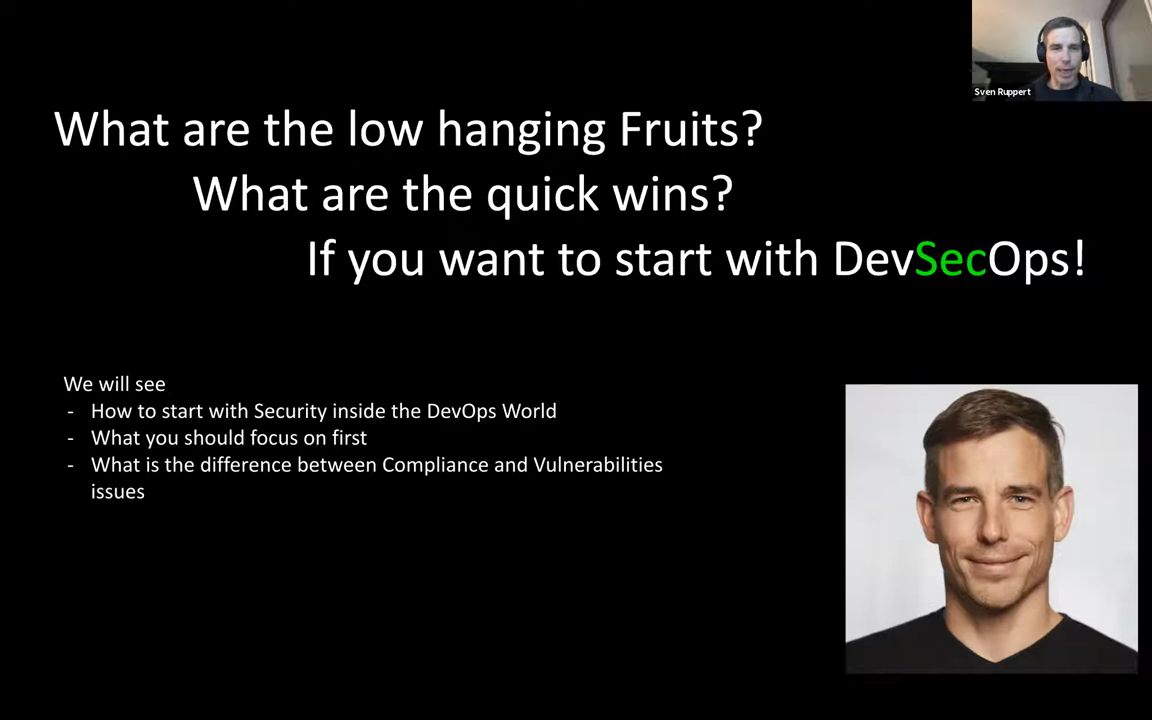 Sven Ruppert
What are the low hanging Fruits?
What are the quick wins?
If you want to start with DevSecOps!
We will see
- How to start with Security inside the DevOps World
- What you should focus on first
- What is the difference between Compliance and Vulnerabilities
issues